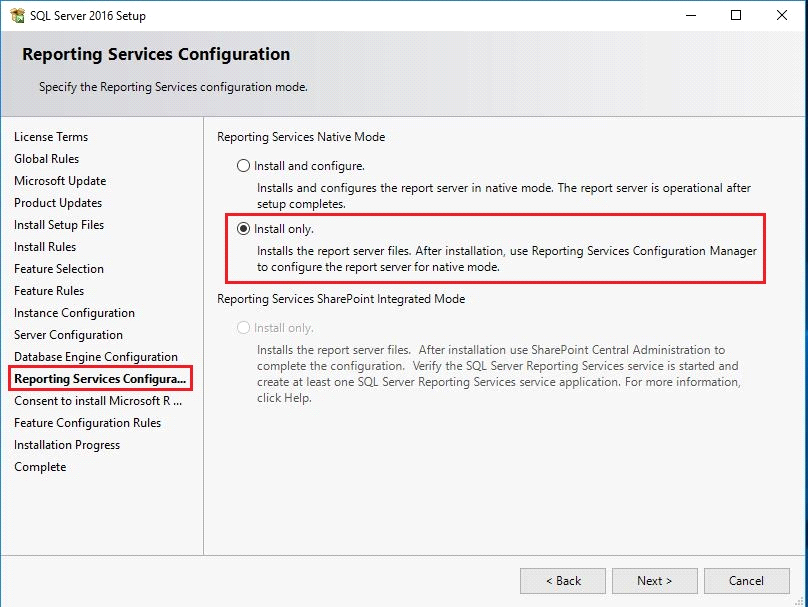 SQL Server 2016 Setup
Reporting Services Configuration
Specify the Reporting Services configuration mode.
License Terms
Global Rules
Microsoft Update
Product Updates
Install Setup Files
Install Rules
Feature Selection
Feature Rules
Instance Configuration
Server Configuration
Database Engine Configuration
Reporting Services Configura...
Consent to install Microsoft R ...
Feature Configuration Rules
Installation Progress
Complete
Reporting Services Native Mode
Install and configure.
Installs and configures the report server in native mode. The report server is operational after
setup completes.
Install only.
Installs the report server files. After installation, use Reporting Services Configuration Manager
to configure the report server for native mode.
Reporting Services SharePoint Integrated Mode
Install only.
Installs the report server files.  After installation use SharePoint Central Administration to
complete the configuration.  Verify the SQL Server Reporting Services service is started and
create at least one SQL Server Reporting Services service application. For more information,
click Help.
< Back
Next >
Cancel